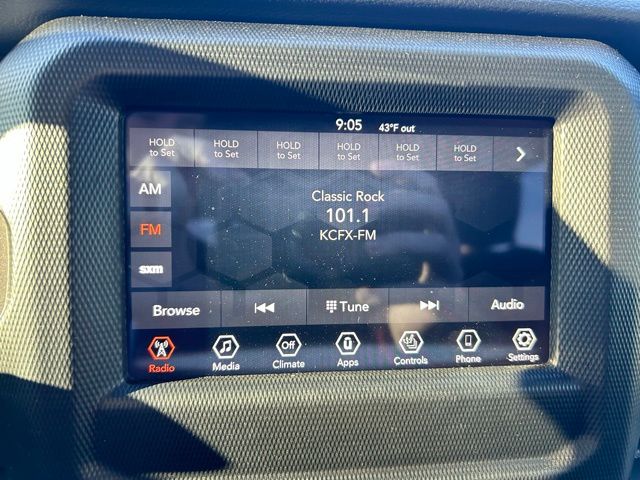 9:05 43°F out
HOLD to Set HOLD to Set HOLD to Set HOLD to Set HOLD to Set HOLD to Set
AM
Classic Rock
101.1
FM
KCFX-FM
sxm
Browse Tune Audio
Off
Radio Media Climate Apps Controls Phone Settings